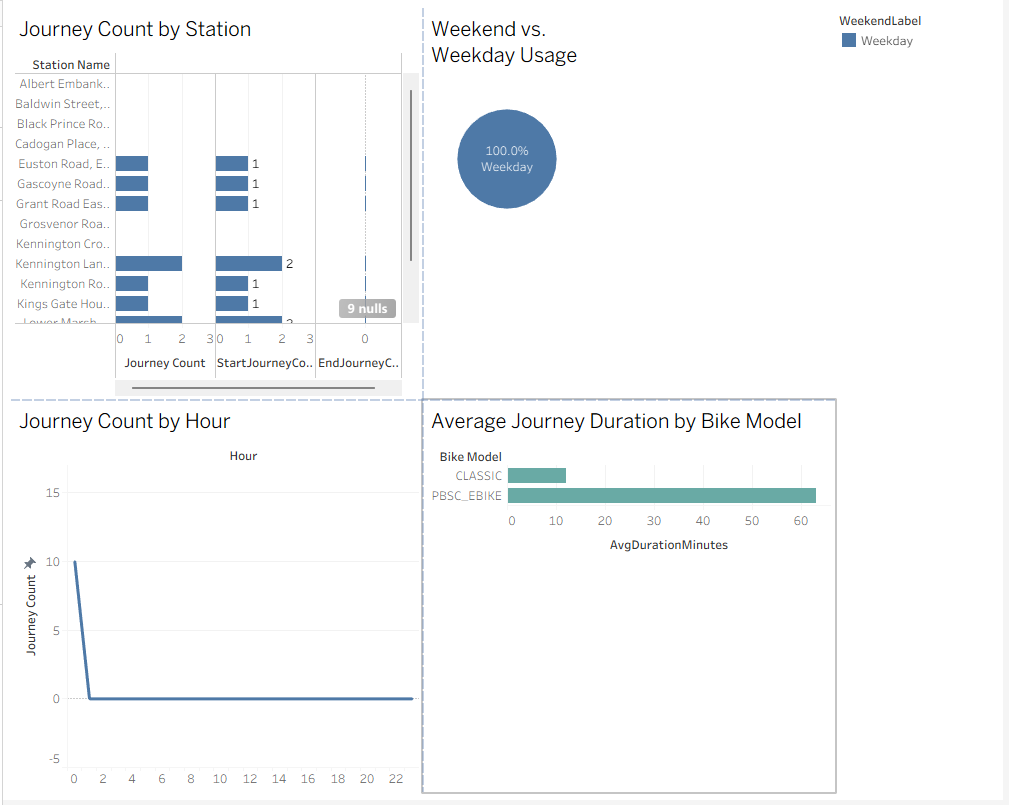 Journey Count by Station
Station Name
Albert Embank..
Baldwin Street,..
Black Prince Ro..
Cadogan Place, ..
Euston Road, E..
1
Gascoyne Road..
1
Grant Road Eas..
1
Grosvenor Roa..
Kennington Cro..
Kennington Lan..
2
Kennington Ro..
1
Kings Gate Hou..
1
9 nulls
Lower Marsh
2
0 1 2 3 0 1 2 3 0
Journey Count StartJourneyCo.. EndJourneyC..
Weekend vs.
Weekday Usage
100.0%
Weekday
WeekendLabel
Weekday
Journey Count by Hour
Hour
Journey Count
15
10
5
0
-5
0 2 4 6 8 10 12 14 16 18 20 22
Average Journey Duration by Bike Model
Bike Model
CLASSIC
PBSC_EBIKE
0 10 20 30 40 50 60
AvgDurationMinutes